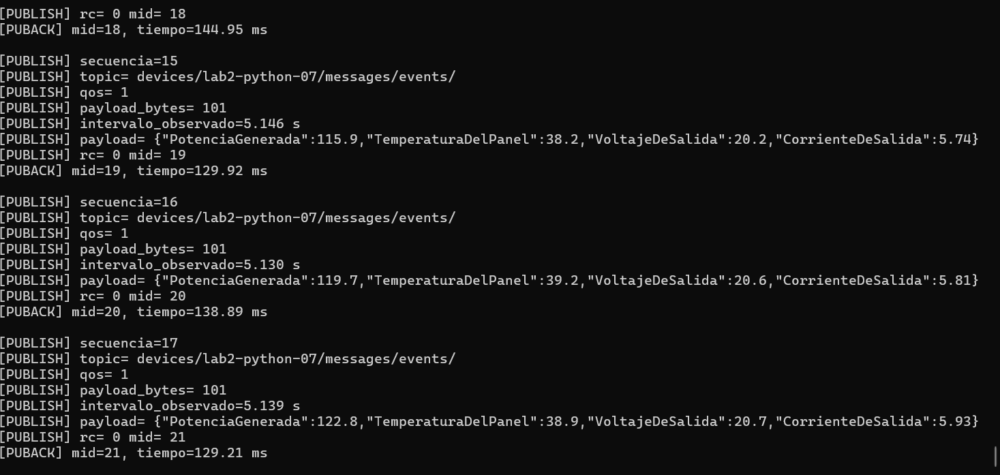 [PUBLISH] rc= 0 mid= 18
[PUBACK] mid=18, tiempo=144.95 ms
[PUBLISH] secuencia=15
[PUBLISH] topic= devices/lab2-python-07/messages/events/
[PUBLISH] qos= 1
[PUBLISH] payload_bytes= 101
[PUBLISH] intervalo_observado=5.146 s
[PUBLISH] payload= {"PotenciaGenerada":115.9,"TemperaturaDelPanel":38.2,"VoltajeDeSalida":20.2,"CorrienteDeSalida":5.74}
[PUBLISH] rc= 0 mid= 19
[PUBACK] mid=19, tiempo=129.92 ms
[PUBLISH] secuencia=16
[PUBLISH] topic= devices/lab2-python-07/messages/events/
[PUBLISH] qos= 1
[PUBLISH] payload_bytes= 101
[PUBLISH] intervalo_observado=5.130 s
[PUBLISH] payload= {"PotenciaGenerada":119.7,"TemperaturaDelPanel":39.2,"VoltajeDeSalida":20.6,"CorrienteDeSalida":5.81}
[PUBLISH] rc= 0 mid= 20
[PUBACK] mid=20, tiempo=138.89 ms
[PUBLISH] secuencia=17
[PUBLISH] topic= devices/lab2-python-07/messages/events/
[PUBLISH] qos= 1
[PUBLISH] payload_bytes= 101
[PUBLISH] intervalo_observado=5.139 s
[PUBLISH] payload= {"PotenciaGenerada":122.8,"TemperaturaDelPanel":38.9,"VoltajeDeSalida":20.7,"CorrienteDeSalida":5.93}
[PUBLISH] rc= 0 mid= 21
[PUBACK] mid=21, tiempo=129.21 ms